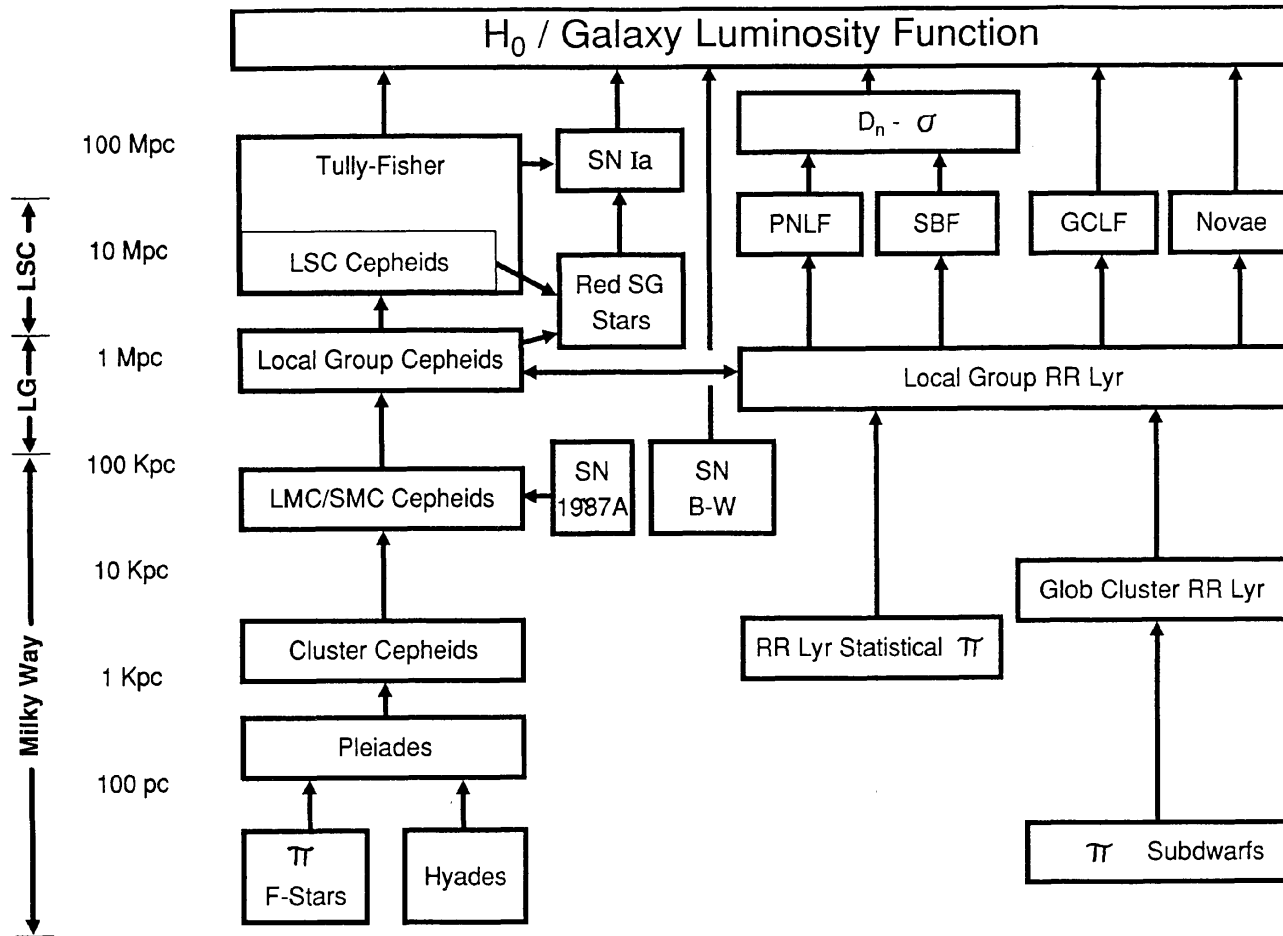 H₀ / Galaxy Luminosity Function
100 Mpc
10 Mpc
1 Mpc
100 Kpc
10 Kpc
1 Kpc
100 pc
LSC
LG
Milky Way
Tully-Fisher
LSC Cepheids
SN Ia
Red SG
Stars
Dₙ - σ
PNLF
SBF
GCLF
Novae
Local Group Cepheids
Local Group RR Lyr
LMC/SMC Cepheids
SN
1987A
SN
B-W
Glob Cluster RR Lyr
Cluster Cepheids
RR Lyr Statistical π
Pleiades
π
F-Stars
Hyades
π Subdwarfs